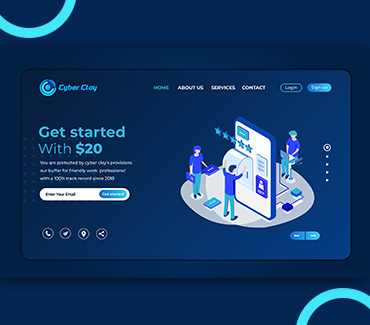 Cyber Clay
HOME ABOUT US SERVICES CONTACT Login Sign up
Get started
With $20
You are protected by cyber clay's provisions
our buffer for friendly work professional
with a 100% track record since 2018
Enter Your Email Get started